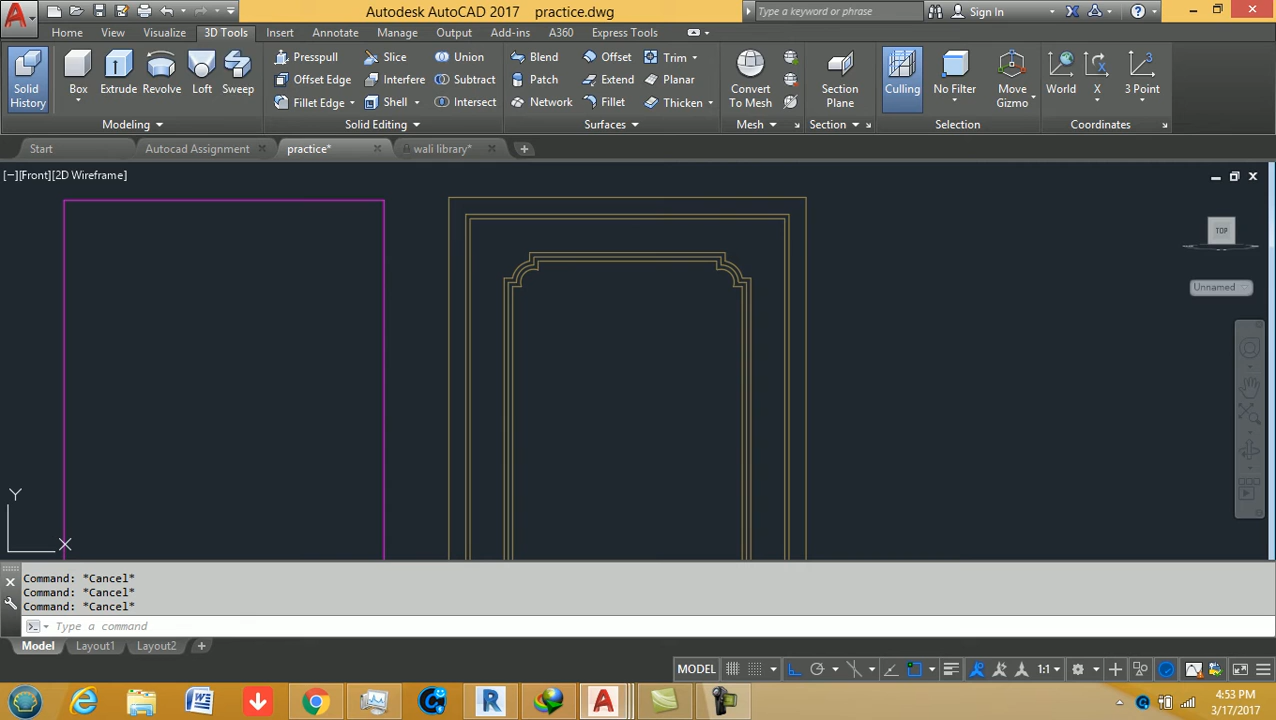 Autodesk AutoCAD 2017 practice.dwg
Type a keyword or phrase
Sign In
Home View Visualize 3D Tools Insert Annotate Manage Output Add-ins A360 Express Tools
Solid History
Box Extrude Revolve Loft Sweep
Modeling
Presspull Slice Union
Offset Edge Interfere Subtract
Fillet Edge Shell Intersect
Solid Editing
Blend Offset Trim
Patch Extend Planar
Network Fillet Thicken
Surfaces
Convert To Mesh
Mesh
Section Plane
Section
Culling No Filter Move Gizmo
Selection
World X 3 Point
Coordinates
Start Autocad Assignment practice* wali library*
[−][Front][2D Wireframe]
TOP
Unnamed
Y
X
Command: *Cancel*
Command: *Cancel*
Command: *Cancel*
Type a command
Model Layout1 Layout2
MODEL 1:1
4:53 PM
3/17/2017